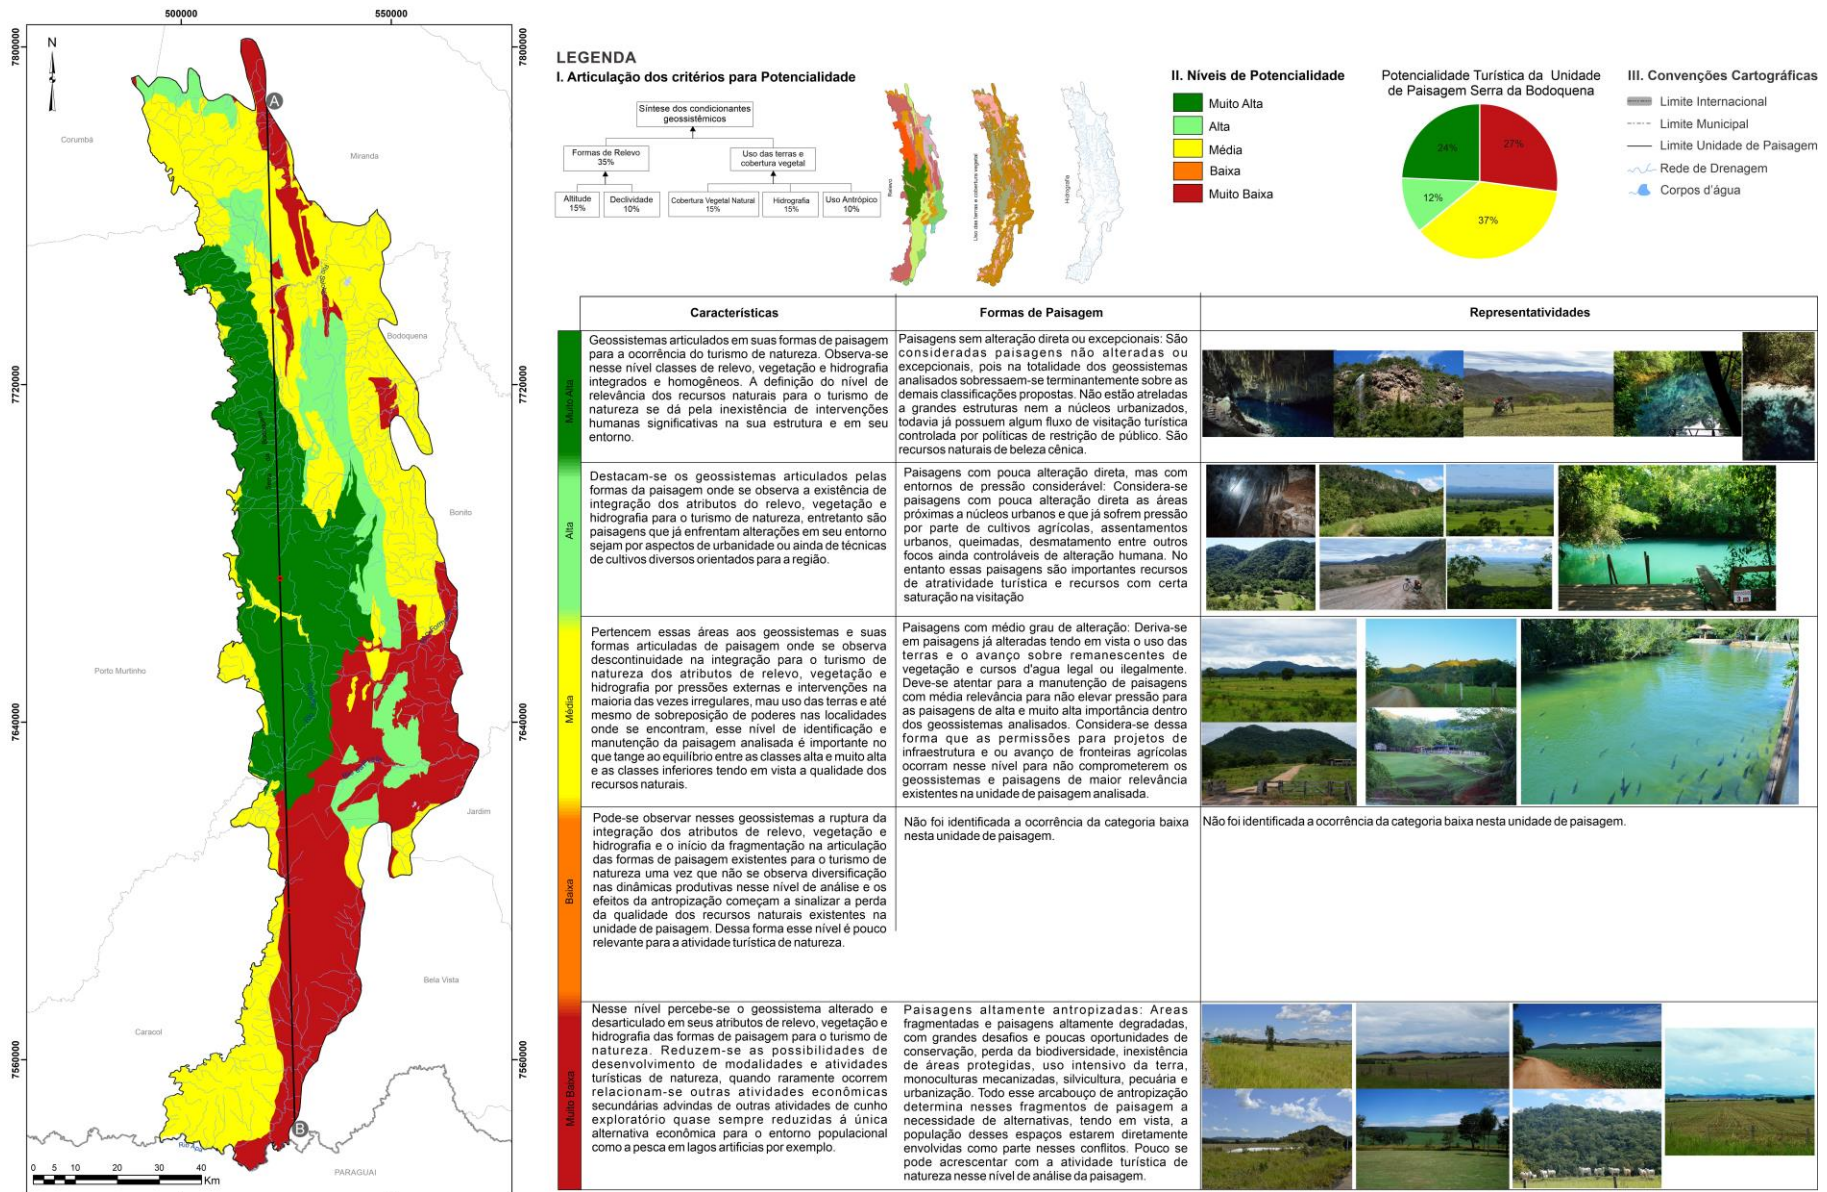 500000
550000
7800000
7800000
N
A
Corumbá
Miranda
Bodoquena
7720000
7720000
Bonito
Porto Murtinho
7640000
7640000
Jardim
Bela Vista
Caracol
7560000
7560000
B
PARAGUAI
0 5 10 20 30 40
Km
LEGENDA
I. Articulação dos critérios para Potencialidade
Síntese dos condicionantes
geossistêmicos
Formas de Relevo
35%
Uso das terras e
cobertura vegetal
Altitude
15%
Declividade
10%
Cobertura Vegetal Natural
15%
Hidrografia
15%
Uso Antrópico
10%
Relevo
Uso das terras e cobertura vegetal
Hidrografia
II. Níveis de Potencialidade
Muito Alta
Alta
Média
Baixa
Muito Baixa
Potencialidade Turística da Unidade
de Paisagem Serra da Bodoquena
24%
27%
12%
37%
III. Convenções Cartográficas
Limite Internacional
Limite Municipal
Limite Unidade de Paisagem
Rede de Drenagem
Corpos d'água
Características
Formas de Paisagem
Representatividades
Muito Alta
Geossistemas articulados em suas formas de paisagem
para a ocorrência do turismo de natureza. Observa-se
nesse nível classes de relevo, vegetação e hidrografia
integrados e homogêneos. A definição do nível de
relevância dos recursos naturais para o turismo de
natureza se dá pela inexistência de intervenções
humanas significativas na sua estrutura e em seu
entorno.
Paisagens sem alteração direta ou excepcionais: São
consideradas paisagens não alteradas ou
excepcionais, pois na totalidade dos geossistemas
analisados sobressaem-se terminantemente sobre as
demais classificações propostas. Não estão atreladas
a grandes estruturas nem a núcleos urbanizados,
todavia já possuem algum fluxo de visitação turística
controlada por políticas de restrição de público. São
recursos naturais de beleza cênica.
Alta
Destacam-se os geossistemas articulados pelas
formas da paisagem onde se observa a existência de
integração dos atributos do relevo, vegetação e
hidrografia para o turismo de natureza, entretanto são
paisagens que já enfrentam alterações em seu entorno
sejam por aspectos de urbanidade ou ainda de técnicas
de cultivos diversos orientados para a região.
Paisagens com pouca alteração direta, mas com
entornos de pressão considerável: Considera-se
paisagens com pouca alteração direta as áreas
próximas a núcleos urbanos e que já sofrem pressão
por parte de cultivos agrícolas, assentamentos
urbanos, queimadas, desmatamento entre outros
focos ainda controláveis de alteração humana. No
entanto essas paisagens são importantes recursos
de atratividade turística e recursos com certa
saturação na visitação
Média
Pertencem essas áreas aos geossistemas e suas
formas articuladas de paisagem onde se observa
descontinuidade na integração para o turismo de
natureza dos atributos de relevo, vegetação e
hidrografia por pressões externas e intervenções na
maioria das vezes irregulares, mau uso das terras e até
mesmo de sobreposição de poderes nas localidades
onde se encontram, esse nível de identificação e
manutenção da paisagem analisada é importante no
que tange ao equilíbrio entre as classes alta e muito alta
e as classes inferiores tendo em vista a qualidade dos
recursos naturais.
Paisagens com médio grau de alteração: Deriva-se
em paisagens já alteradas tendo em vista o uso das
terras e o avanço sobre remanescentes de
vegetação e cursos d'agua legal ou ilegalmente.
Deve-se atentar para a manutenção de paisagens
com média relevância para não elevar pressão para
as paisagens de alta e muito alta importância dentro
dos geossistemas analisados. Considera-se dessa
forma que as permissões para projetos de
infraestrutura e ou avanço de fronteiras agrícolas
ocorram nesse nível para não comprometerem os
geossistemas e paisagens de maior relevância
existentes na unidade de paisagem analisada.
Baixa
Pode-se observar nesses geossistemas a ruptura da
integração dos atributos de relevo, vegetação e
hidrografia e o início da fragmentação na articulação
das formas de paisagem existentes para o turismo de
natureza uma vez que não se observa diversificação
nas dinâmicas produtivas nesse nível de análise e os
efeitos da antropização começam a sinalizar a perda
da qualidade dos recursos naturais existentes na
unidade de paisagem. Dessa forma esse nível é pouco
relevante para a atividade turística de natureza.
Não foi identificada a ocorrência da categoria baixa
nesta unidade de paisagem.
Não foi identificada a ocorrência da categoria baixa nesta unidade de paisagem.
Muito Baixa
Nesse nível percebe-se o geossistema alterado e
desarticulado em seus atributos de relevo, vegetação e
hidrografia das formas de paisagem para o turismo de
natureza. Reduzem-se as possibilidades de
desenvolvimento de modalidades e atividades
turísticas de natureza, quando raramente ocorrem
relacionam-se outras atividades econômicas
secundárias advindas de outras atividades de cunho
exploratório quase sempre reduzidas á única
alternativa econômica para o entorno populacional
como a pesca em lagos artificias por exemplo.
Paisagens altamente antropizadas: Areas
fragmentadas e paisagens altamente degradadas,
com grandes desafios e poucas oportunidades de
conservação, perda da biodiversidade, inexistência
de áreas protegidas, uso intensivo da terra,
monoculturas mecanizadas, silvicultura, pecuária e
urbanização. Todo esse arcabouço de antropização
determina nesses fragmentos de paisagem a
necessidade de alternativas, tendo em vista, a
população desses espaços estarem diretamente
envolvidas como parte nesses conflitos. Pouco se
pode acrescentar com a atividade turística de
natureza nesse nível de análise da paisagem.